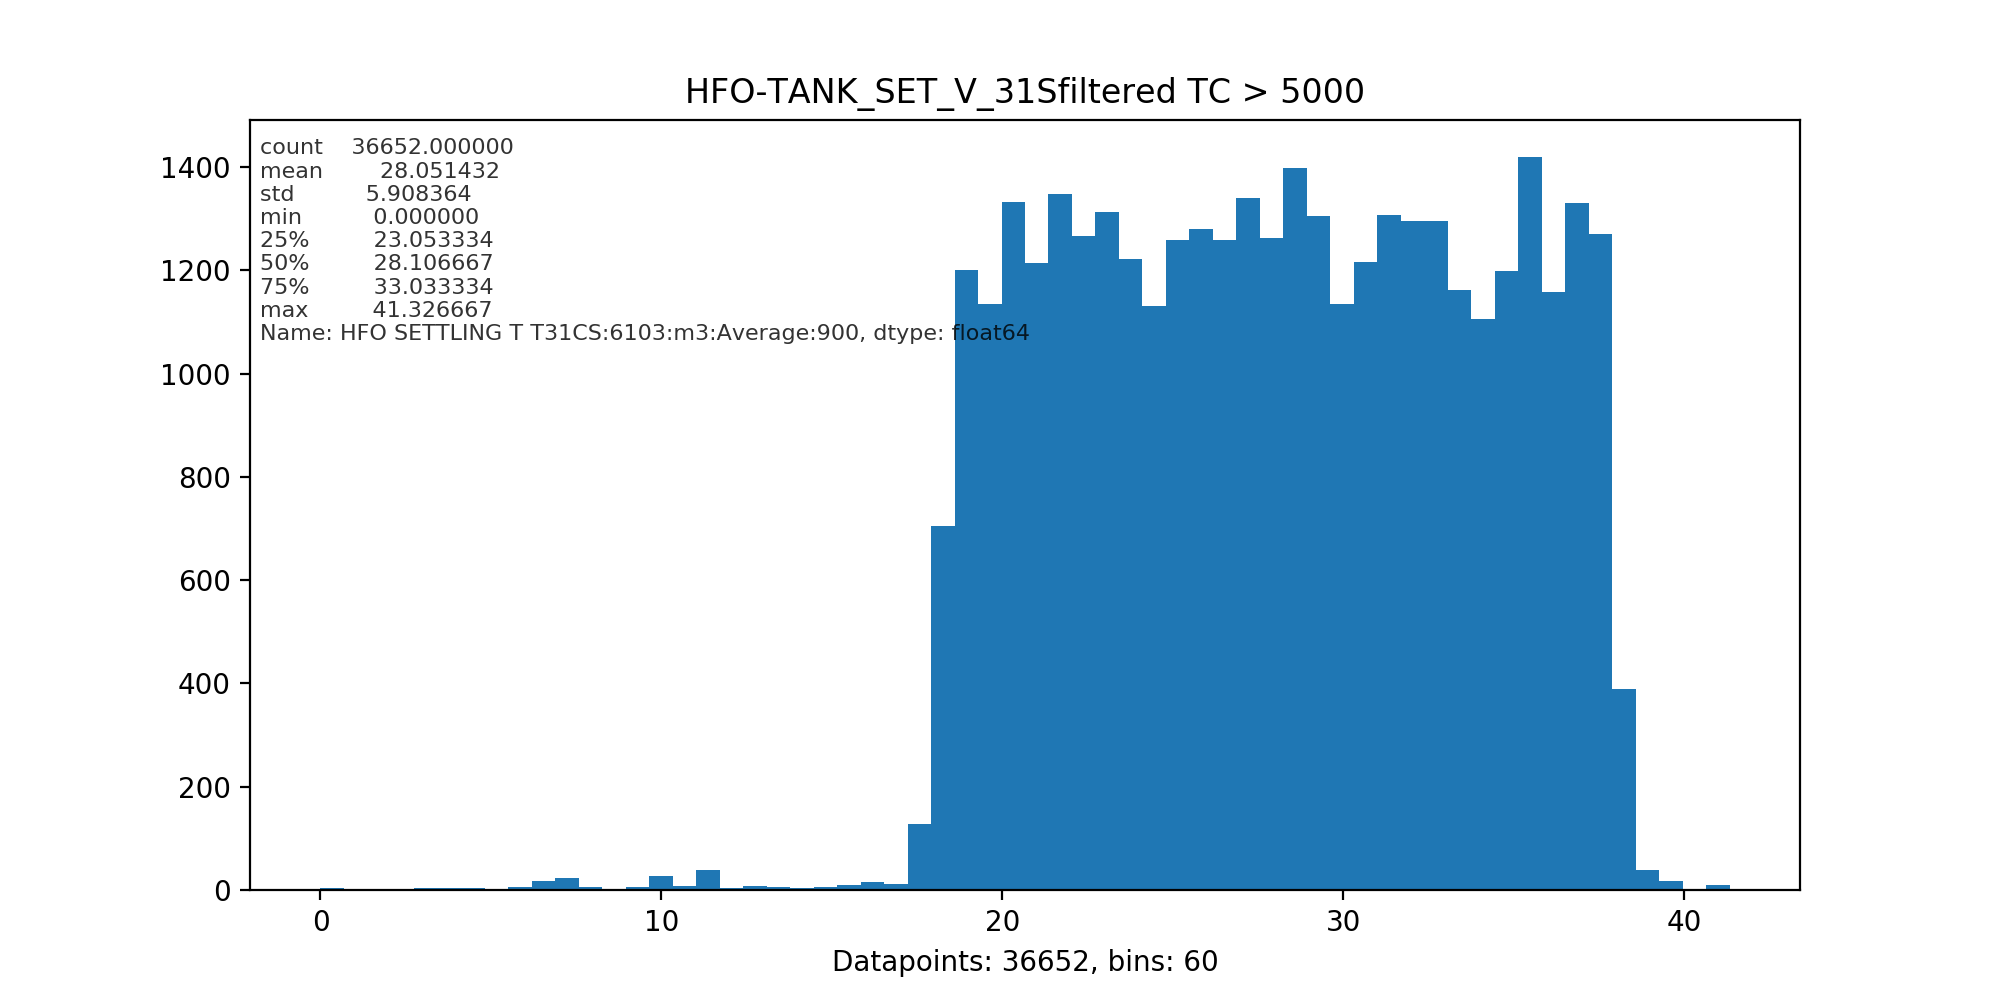 HFO-TANK_SET_V_31Sfiltered TC > 5000
count 36652.000000
mean 28.051432
std 5.908364
min 0.000000
25% 23.053334
50% 28.106667
75% 33.033334
max 41.326667
Name: HFO SETTLING T T31CS:6103:m3:Average:900, dtype: float64
1400
1200
1000
800
600
400
200
0
0 10 20 30 40
Datapoints: 36652, bins: 60